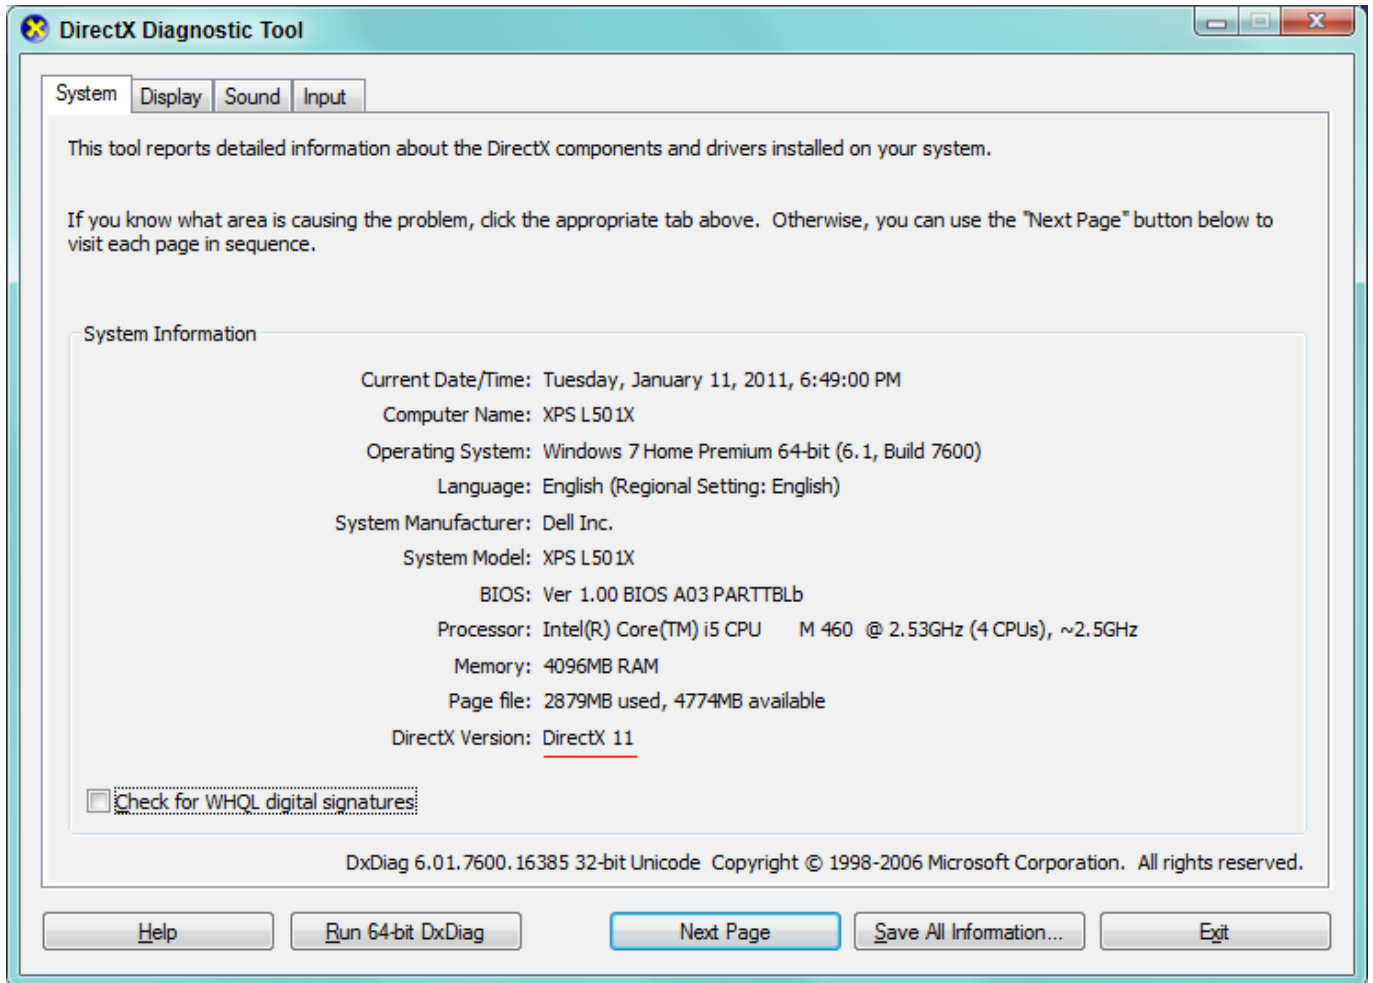 DirectX Diagnostic Tool
System Display Sound Input
This tool reports detailed information about the DirectX components and drivers installed on your system.
If you know what area is causing the problem, click the appropriate tab above.  Otherwise, you can use the "Next Page" button below to
visit each page in sequence.
System Information
Current Date/Time: Tuesday, January 11, 2011, 6:49:00 PM
Computer Name: XPS L501X
Operating System: Windows 7 Home Premium 64-bit (6.1, Build 7600)
Language: English (Regional Setting: English)
System Manufacturer: Dell Inc.
System Model: XPS L501X
BIOS: Ver 1.00 BIOS A03 PARTTBLb
Processor: Intel(R) Core(TM) i5 CPU       M 460  @ 2.53GHz (4 CPUs), ~2.5GHz
Memory: 4096MB RAM
Page file: 2879MB used, 4774MB available
DirectX Version: DirectX 11
Check for WHQL digital signatures
DxDiag 6.01.7600.16385 32-bit Unicode  Copyright © 1998-2006 Microsoft Corporation.  All rights reserved.
Help Run 64-bit DxDiag Next Page Save All Information... Exit